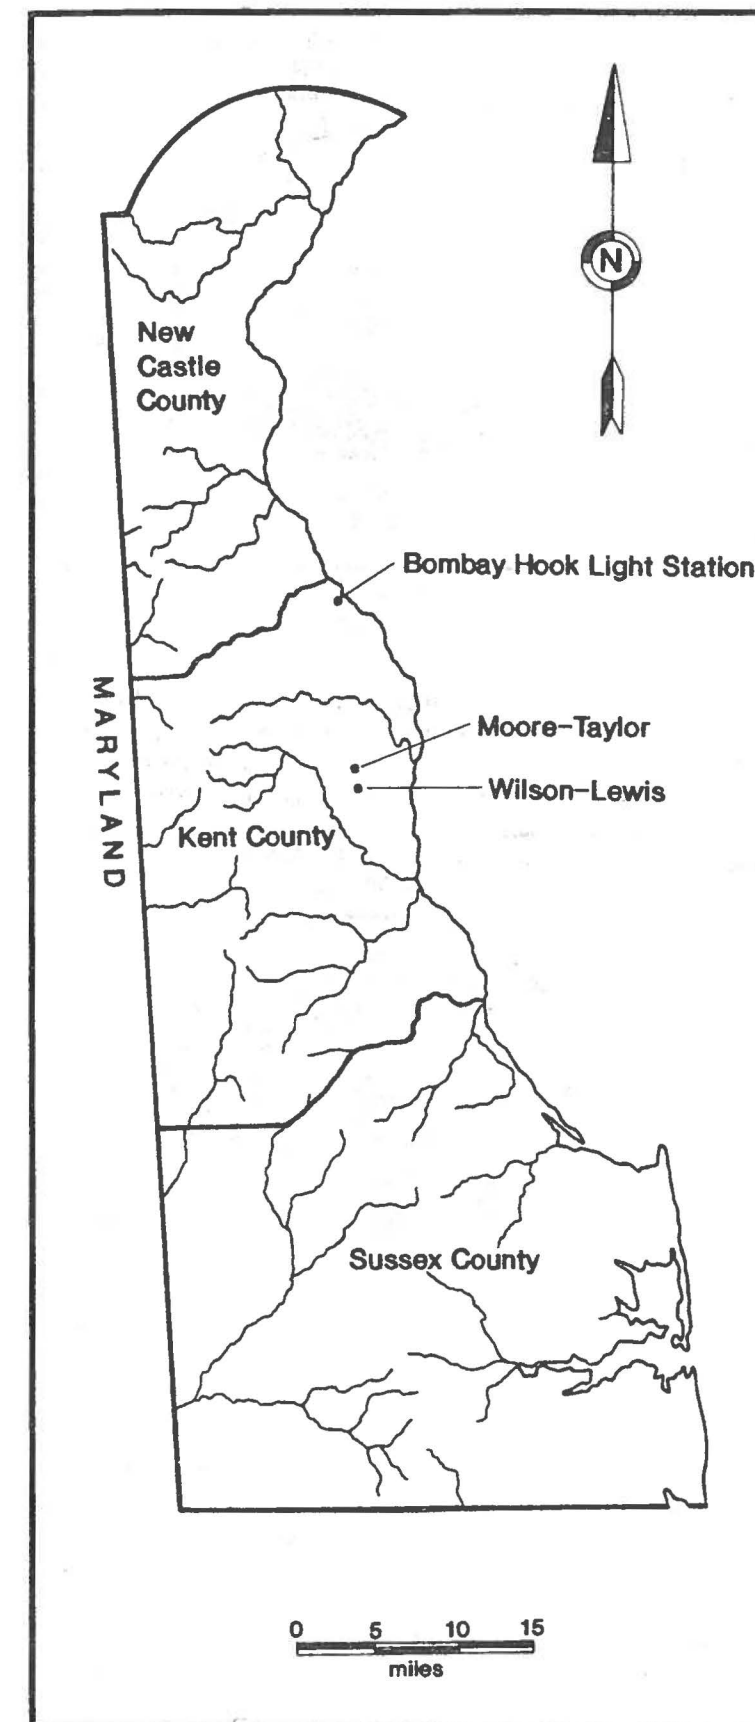 N
New
Castle
County
Bombay Hook Light Station
MARYLAND
Moore-Taylor
Wilson-Lewis
Kent County
Sussex County
0 5 10 15
miles